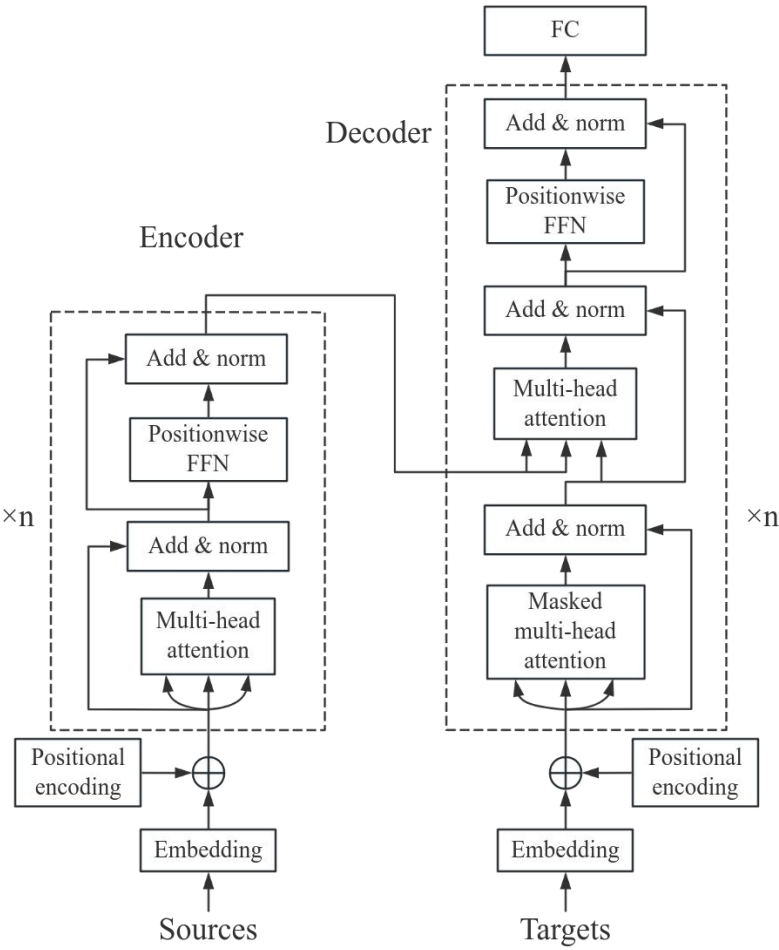 FC
Decoder
Add & norm
Positionwise
FFN
Encoder
Add & norm
Add & norm
Multi-head
attention
Positionwise
FFN
×n
Add & norm
Add & norm
×n
Multi-head
attention
Masked
multi-head
attention
Positional
encoding
Positional
encoding
Embedding
Embedding
Sources
Targets